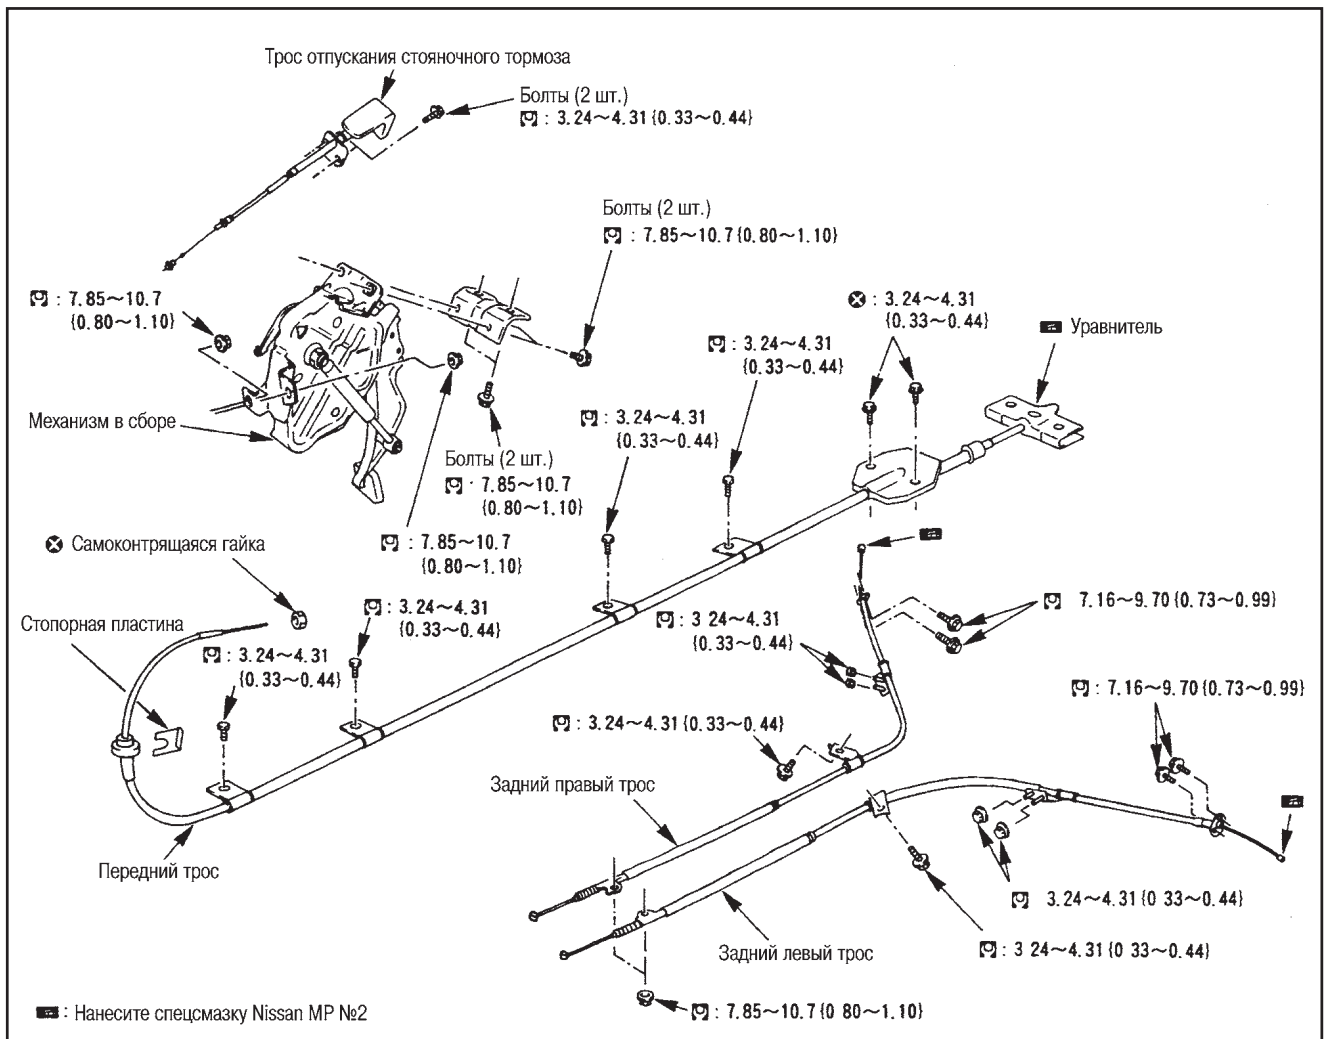 Трос отпускания стояночного тормоза
Болты (2 шт.)
: 3.24~4.31 {0.33~0.44}
Болты (2 шт.)
: 7.85~10.7 {0.80~1.10}
: 7.85~10.7
{0.80~1.10}
: 3.24~4.31
{0.33~0.44}
Уравнитель
: 3.24~4.31
{0.33~0.44}
Механизм в сборе
: 3.24~4.31
{0.33~0.44}
Болты (2 шт.)
: 7.85~10.7
{0.80~1.10}
Самоконтрящаяся гайка
: 7.85~10.7
{0.80~1.10}
Стопорная пластина
: 3.24~4.31
{0.33~0.44}
: 3.24~4.31
{0.33~0.44}
: 3 24~4.31
{0.33~0.44}
7.16~9.70 {0.73~0.99}
: 7.16~9.70 {0.73~0.99}
: 3.24~4.31 {0.33~0.44}
Задний правый трос
Передний трос
3.24~4.31 {0 33~0.44}
Задний левый трос
: 3 24~4.31 {0 33~0.44}
: 7.85~10.7 {0 80~1.10}
: Нанесите спецсмазку Nissan MP №2